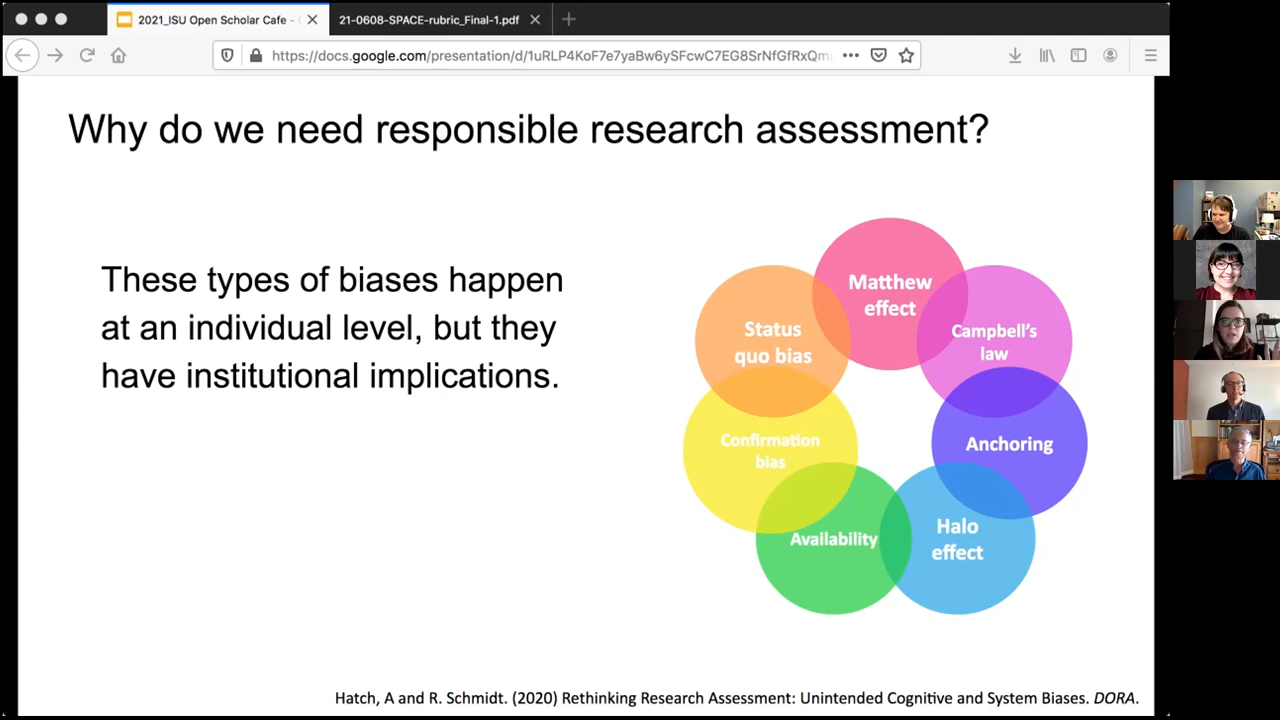 2021_ISU Open Scholar Cafe -
21-0608-SPACE-rubric_Final-1.pdf
https://docs.google.com/presentation/d/1uRLP4KoF7e7yaBw6ySFcwC7EG8SrNfGfRxQm
Why do we need responsible research assessment?
These types of biases happen
at an individual level, but they
have institutional implications.
Matthew
effect
Campbell's
law
Anchoring
Halo
effect
Availability
Confirmation
bias
Status
quo bias
Hatch, A and R. Schmidt. (2020) Rethinking Research Assessment: Unintended Cognitive and System Biases. DORA.